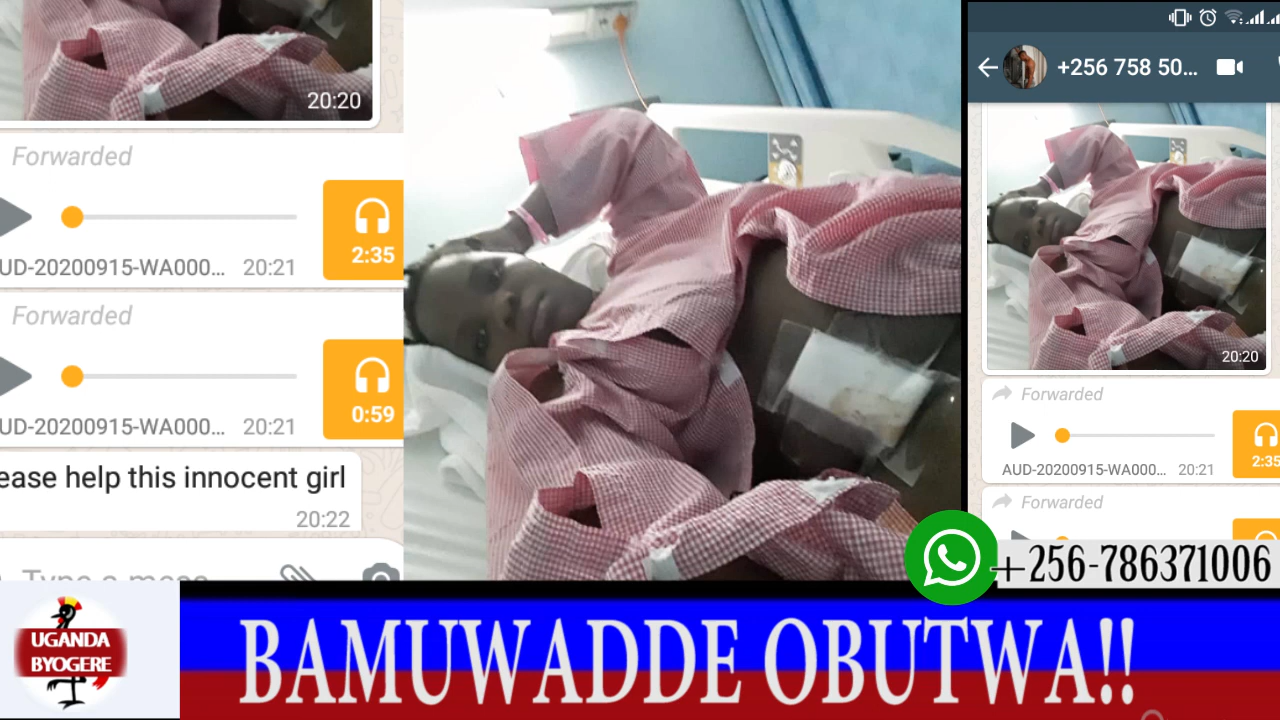 20:20
Forwarded
2:35
UD-20200915-WA000... 20:21
Forwarded
0:59
UD-20200915-WA000... 20:21
ease help this innocent girl
20:22
+256 758 50...
20:20
Forwarded
2:35
AUD-20200915-WA000... 20:21
Forwarded
+256-786371006
UGANDA
BYOGERE
BAMUWADDE OBUTWA!!